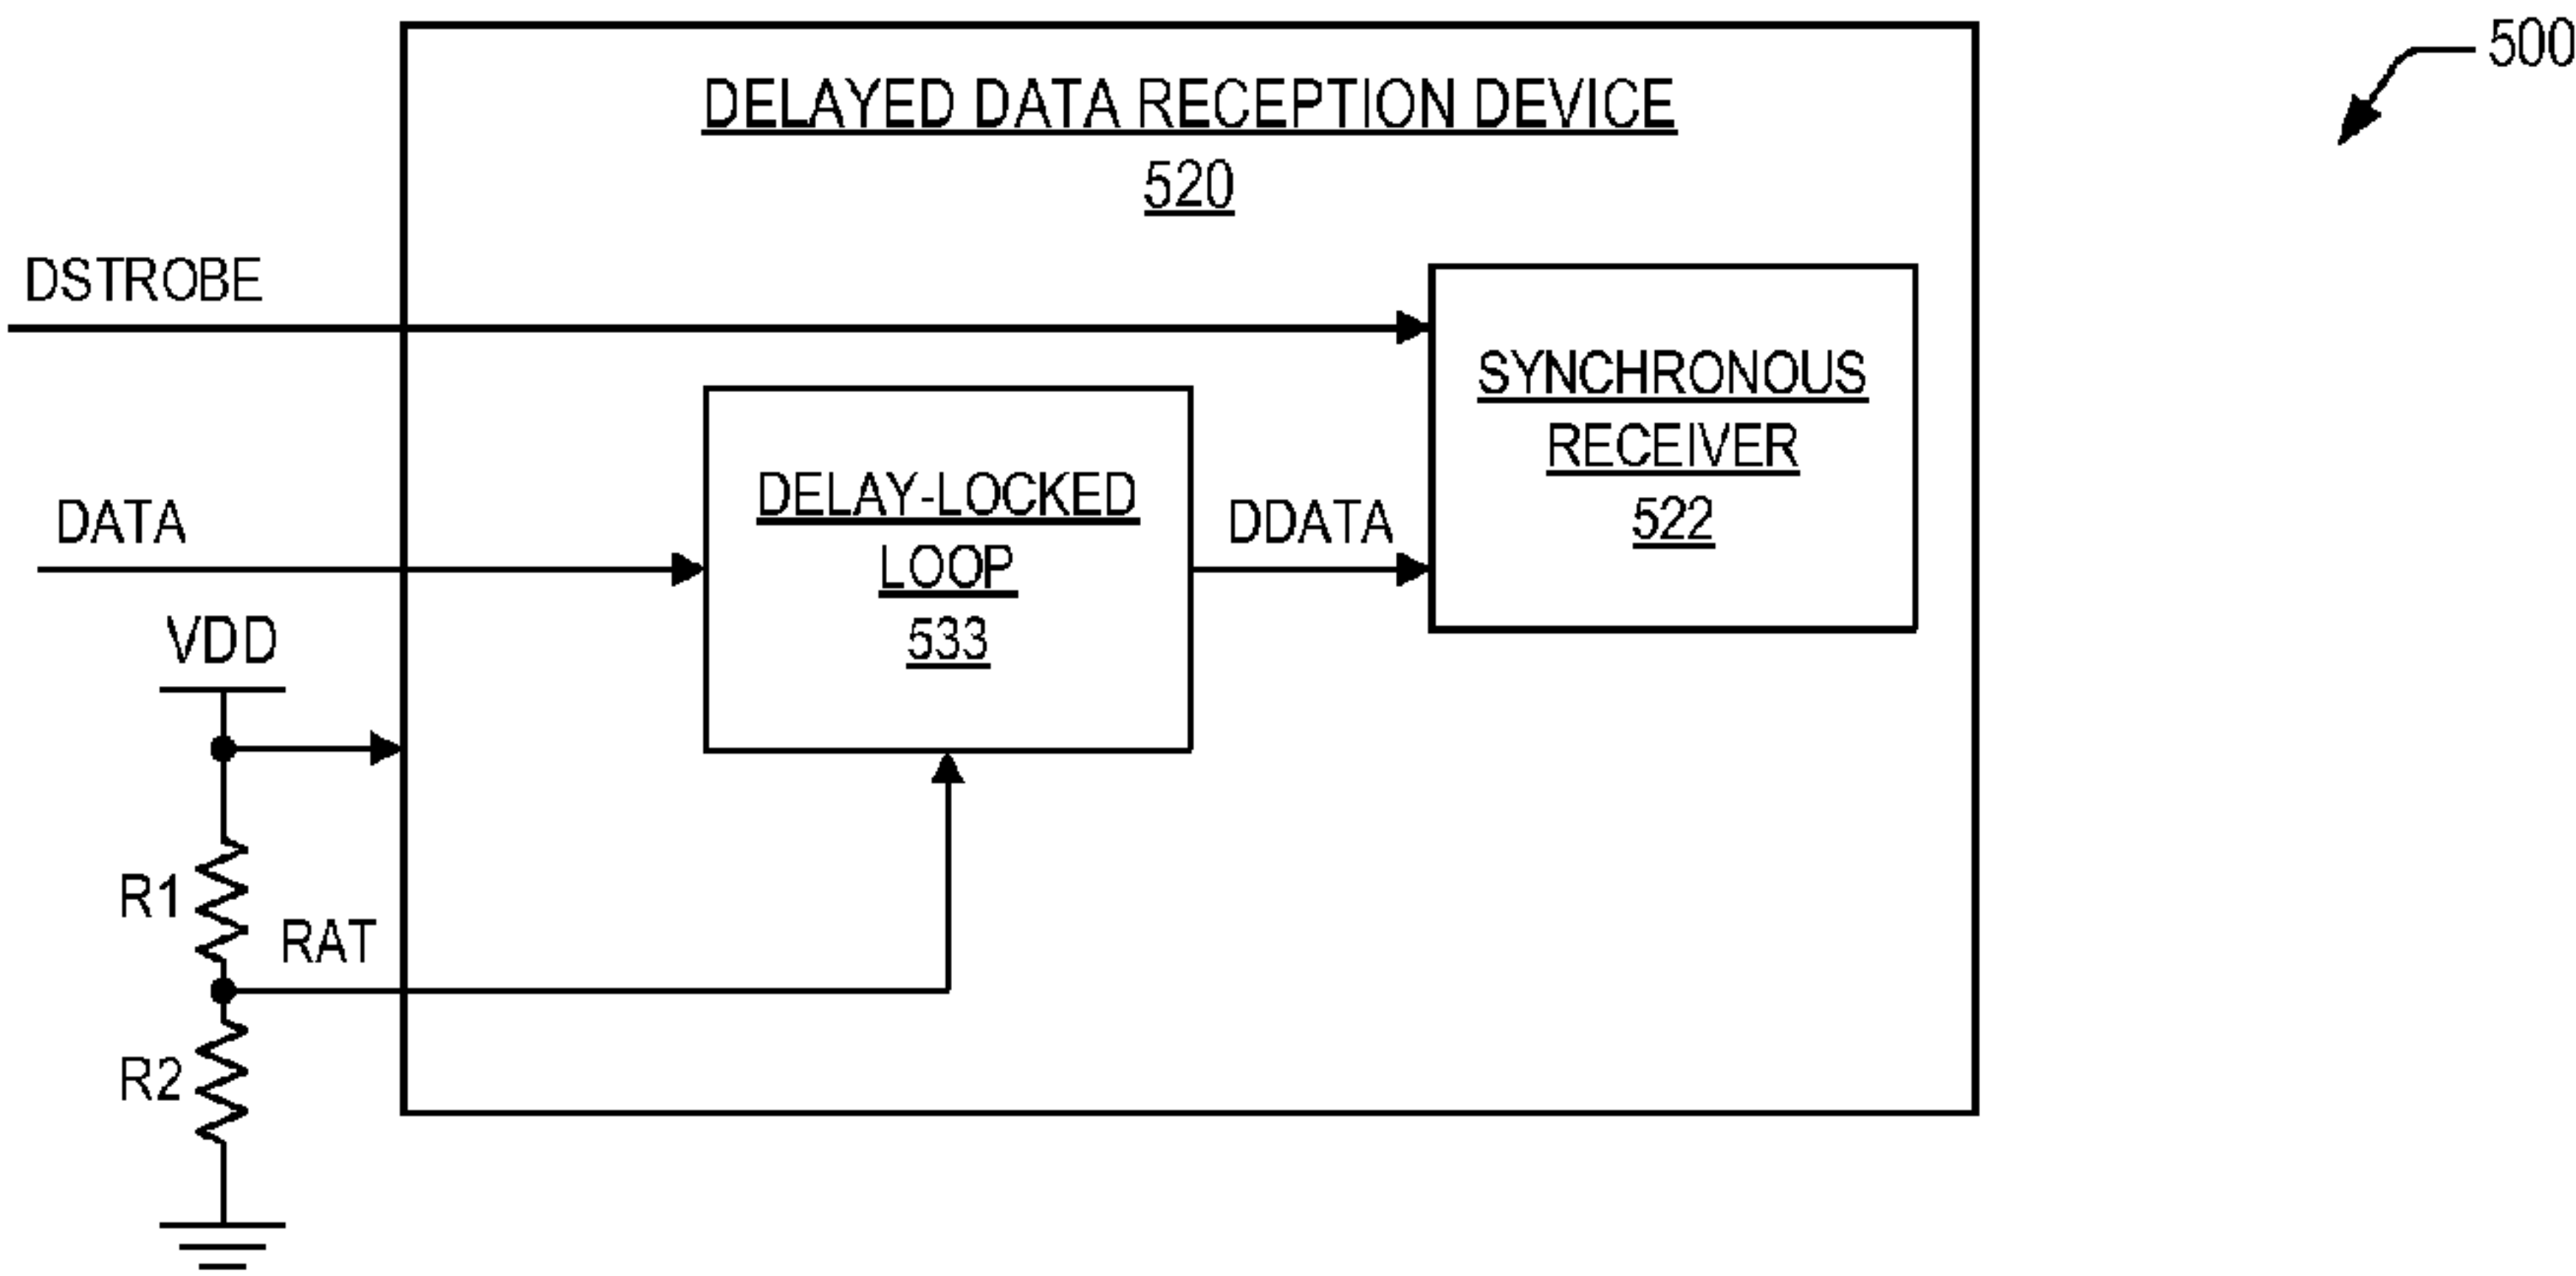 500
DELAYED DATA RECEPTION DEVICE
520
DSTROBE
SYNCHRONOUS
RECEIVER
522
DATA
DELAY-LOCKED
LOOP
533
DDATA
VDD
R1
RAT
R2